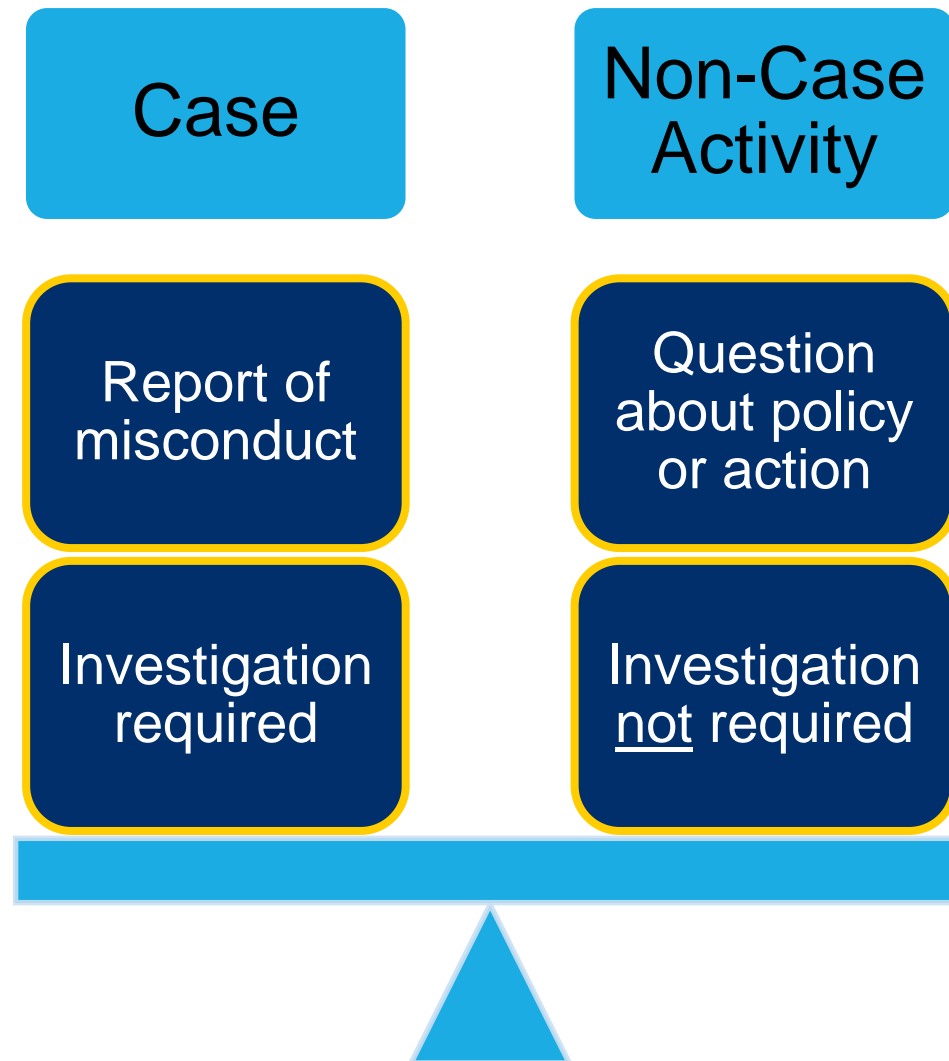 Case
Non-Case
Activity
Report of
misconduct
Question
about policy
or action
Investigation
required
Investigation
not required